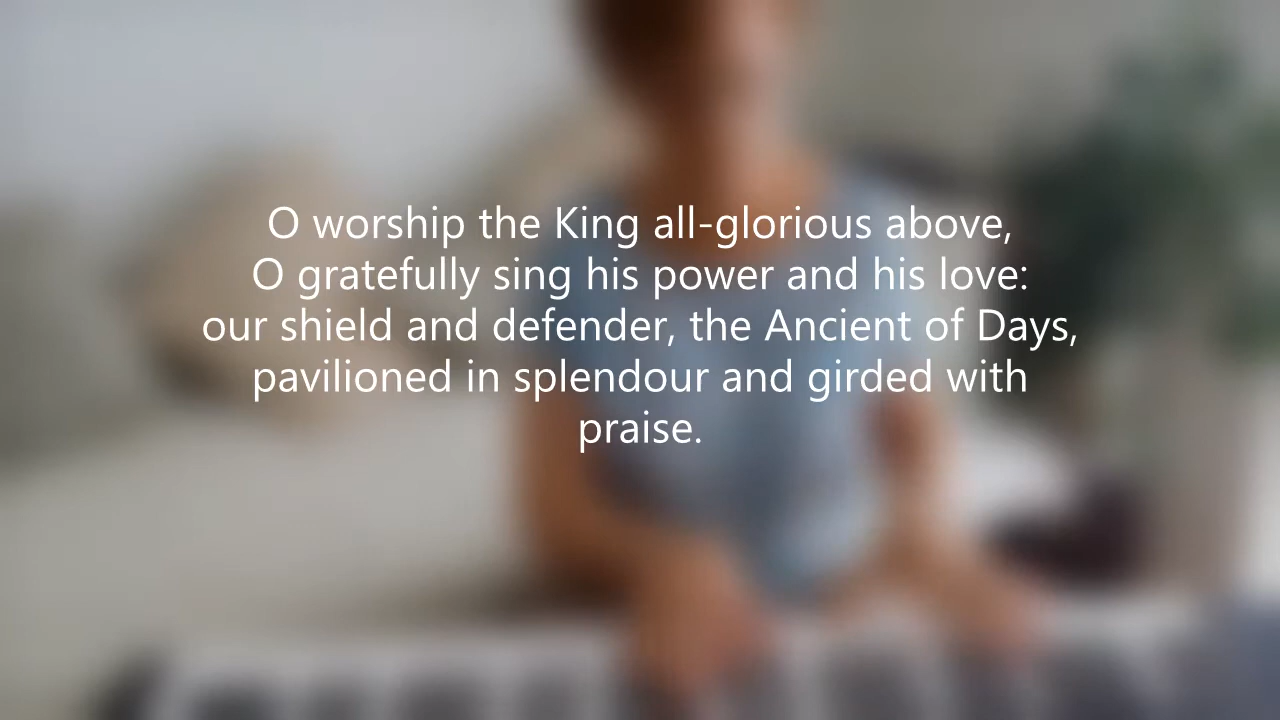 O worship the King all-glorious above,
O gratefully sing his power and his love:
our shield and defender, the Ancient of Days,
pavilioned in splendour and girded with
praise.